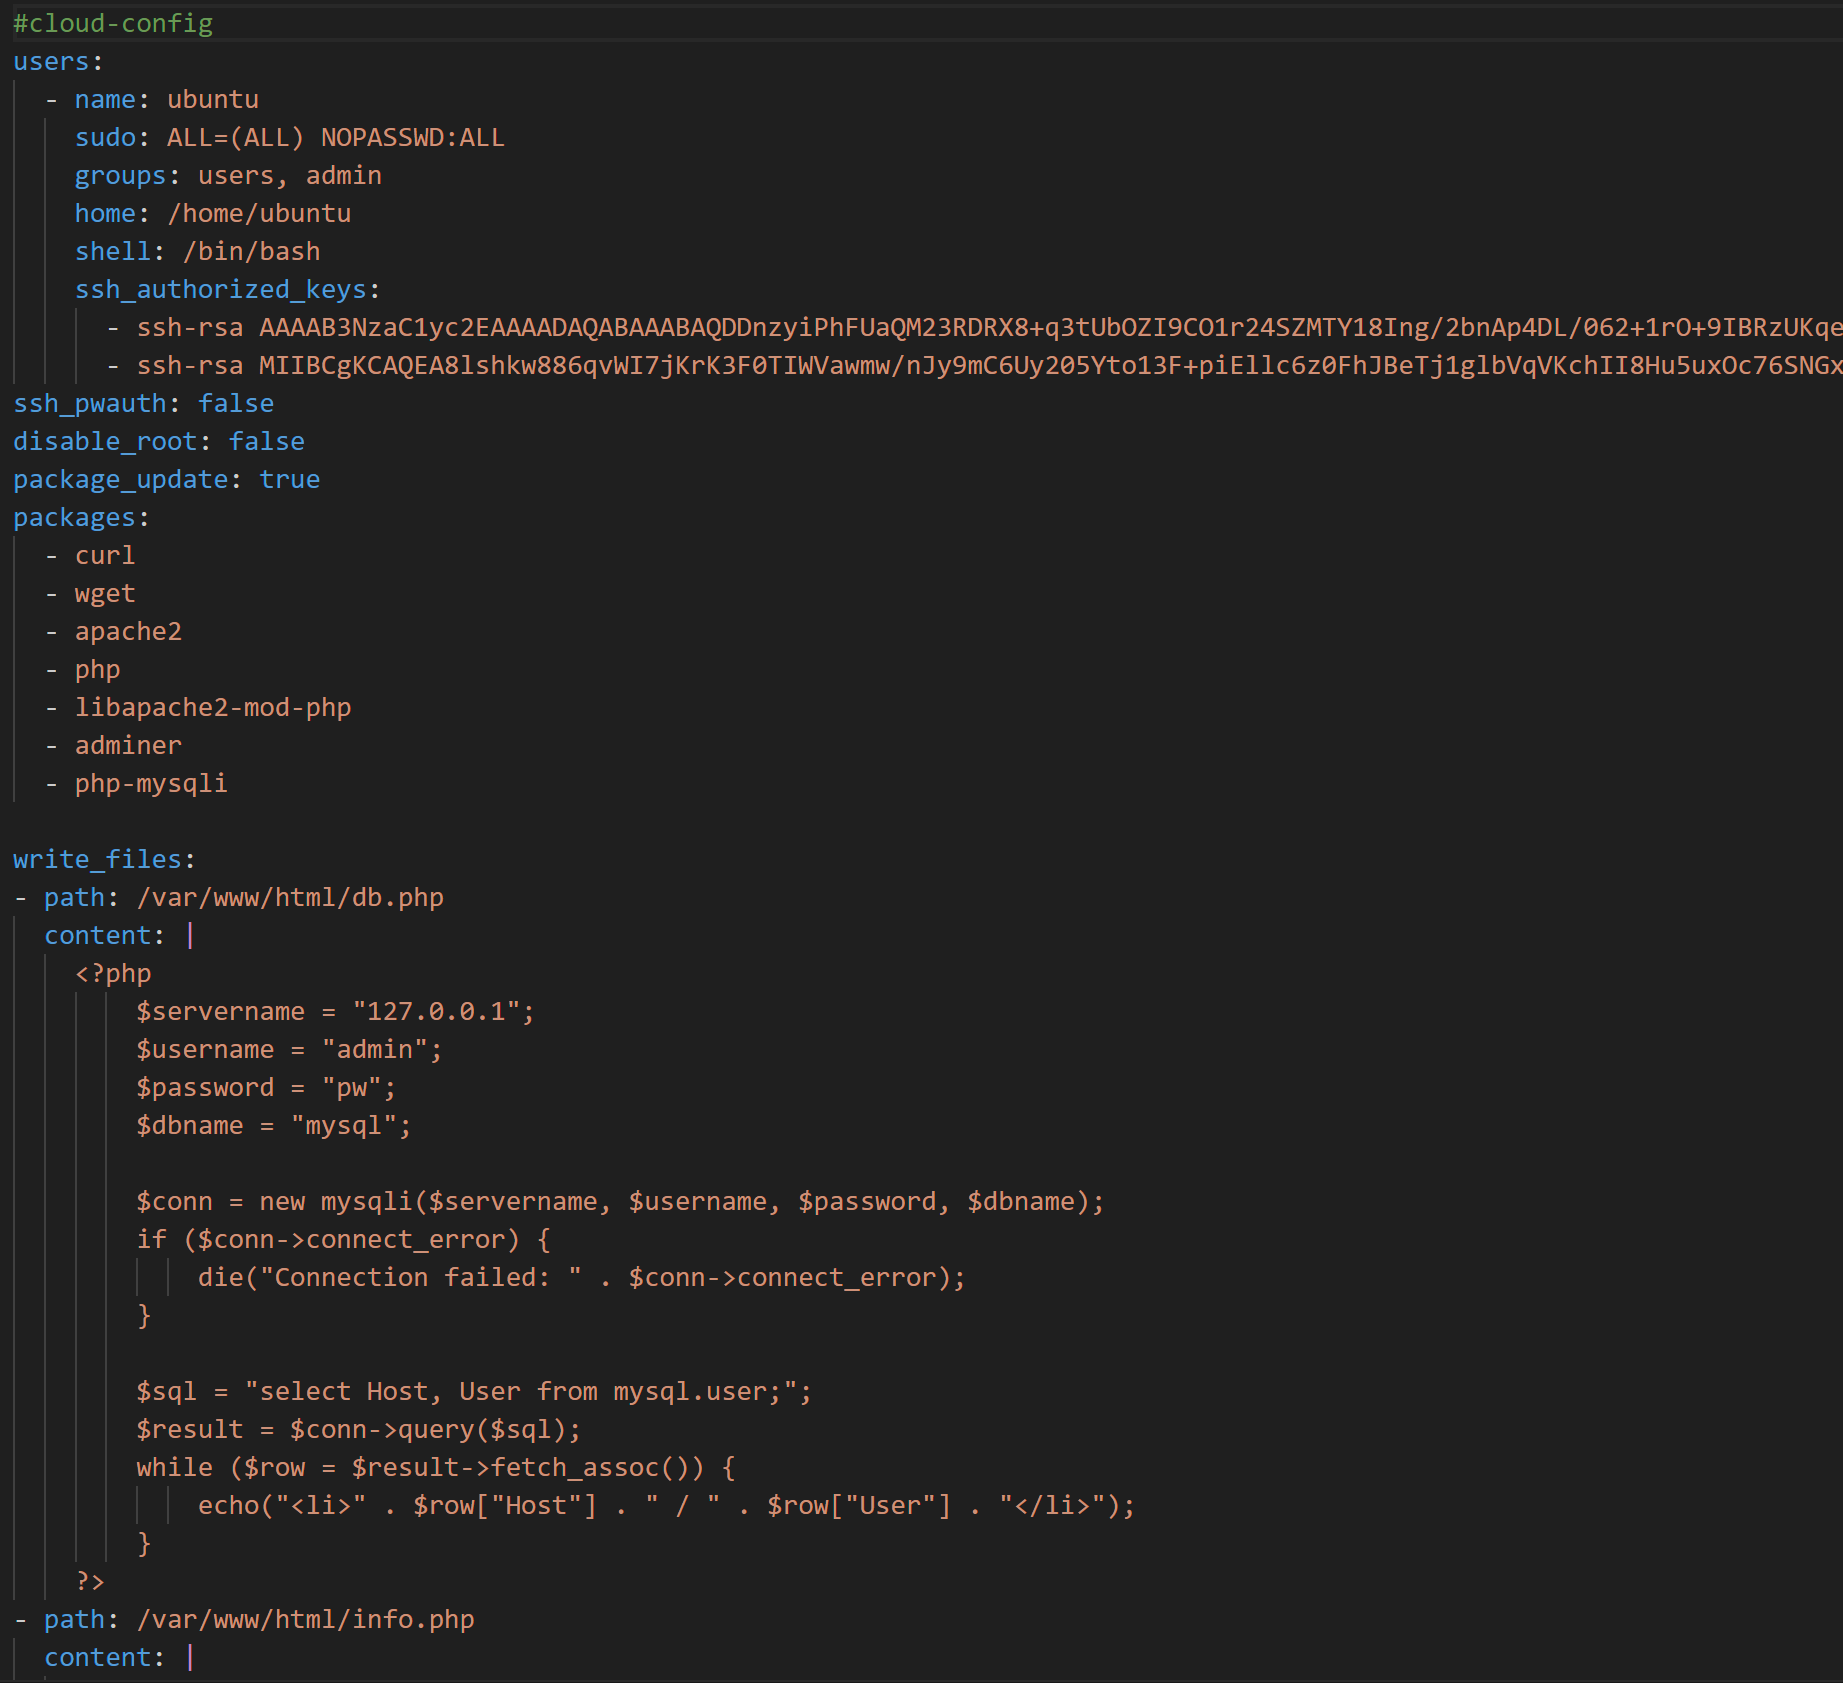 #cloud-config
users:
  - name: ubuntu
    sudo: ALL=(ALL) NOPASSWD:ALL
    groups: users, admin
    home: /home/ubuntu
    shell: /bin/bash
    ssh_authorized_keys:
      - ssh-rsa AAAAB3NzaC1yc2EAAAADAQABAAABAQDDnzyiPhFUaQM23RDRX8+q3tUbOZI9CO1r24SZMTY18Ing/2bnAp4DL/062+1rO+9IBRzUKqe
      - ssh-rsa MIIBCgKCAQEA8lshkw886qvWI7jKrK3F0TIWVawmw/nJy9mC6Uy205Yto13F+piEllc6z0FhJBeTj1glbVqVKchII8Hu5uxOc76SNGx
ssh_pwauth: false
disable_root: false
package_update: true
packages:
  - curl
  - wget
  - apache2
  - php
  - libapache2-mod-php
  - adminer
  - php-mysqli

write_files:
- path: /var/www/html/db.php
  content: |
    <?php
        $servername = "127.0.0.1";
        $username = "admin";
        $password = "pw";
        $dbname = "mysql";

        $conn = new mysqli($servername, $username, $password, $dbname);
        if ($conn->connect_error) {
            die("Connection failed: " . $conn->connect_error);
        }

        $sql = "select Host, User from mysql.user;";
        $result = $conn->query($sql);
        while ($row = $result->fetch_assoc()) {
            echo("<li>" . $row["Host"] . " / " . $row["User"] . "</li>");
        }
    ?>
- path: /var/www/html/info.php
  content: |